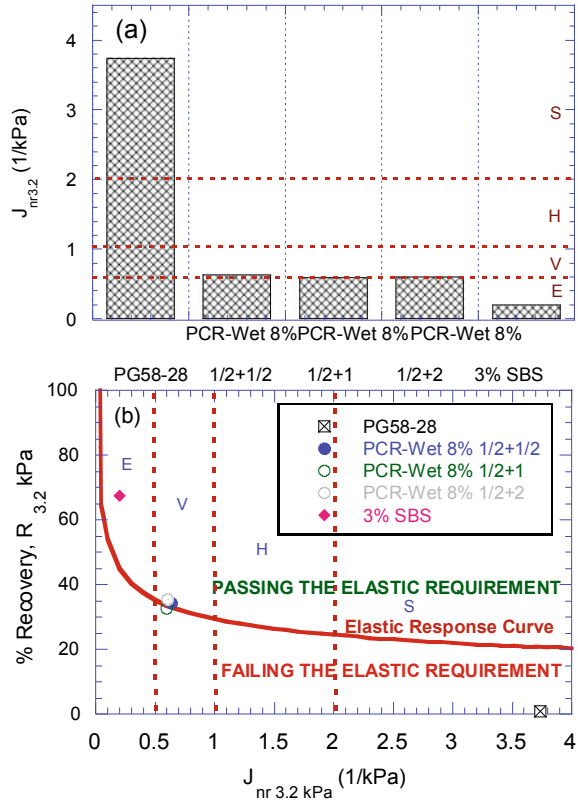 (a)
4
3
2
1
0
J nr3.2 (1/kPa)
S
H
V
E
PCR-Wet 8% PCR-Wet 8% PCR-Wet 8%
PG58-28 1/2+1/2 1/2+1 1/2+2 3% SBS
(b)
100
80
60
40
20
0
% Recovery, R 3.2 kPa
PG58-28
PCR-Wet 8% 1/2+1/2
PCR-Wet 8% 1/2+1
PCR-Wet 8% 1/2+2
3% SBS
E
V
H
PASSING THE ELASTIC REQUIREMENT
S
Elastic Response Curve
FAILING THE ELASTIC REQUIREMENT
0 0.5 1 1.5 2 2.5 3 3.5 4
J nr 3.2 kPa (1/kPa)